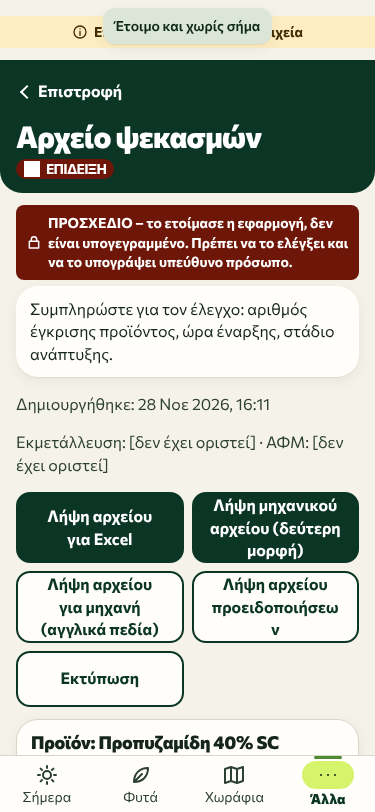 Έτοιμο και χωρίς σήμα
Επιστροφή
Αρχείο ψεκασμών
ΕΠΙΔΕΙΞΗ
ΠΡΟΣΧΕΔΙΟ – το ετοίμασε η εφαρμογή, δεν
είναι υπογεγραμμένο. Πρέπει να το ελέγξει και
να το υπογράψει υπεύθυνο πρόσωπο.
Συμπληρώστε για τον έλεγχο: αριθμός
έγκρισης προϊόντος, ώρα έναρξης, στάδιο
ανάπτυξης.
Δημιουργήθηκε: 28 Νοε 2026, 16:11
Εκμετάλλευση: [δεν έχει οριστεί] · ΑΦΜ: [δεν
έχει οριστεί]
Λήψη αρχείου
για Excel
Λήψη μηχανικού
αρχείου (δεύτερη
μορφή)
Λήψη αρχείου
για μηχανή
(αγγλικά πεδία)
Λήψη αρχείου
προειδοποιήσεω
ν
Εκτύπωση
Προϊόν: Προπυζαμίδη 40% SC
Σήμερα
Φυτά
Χωράφια
Άλλα